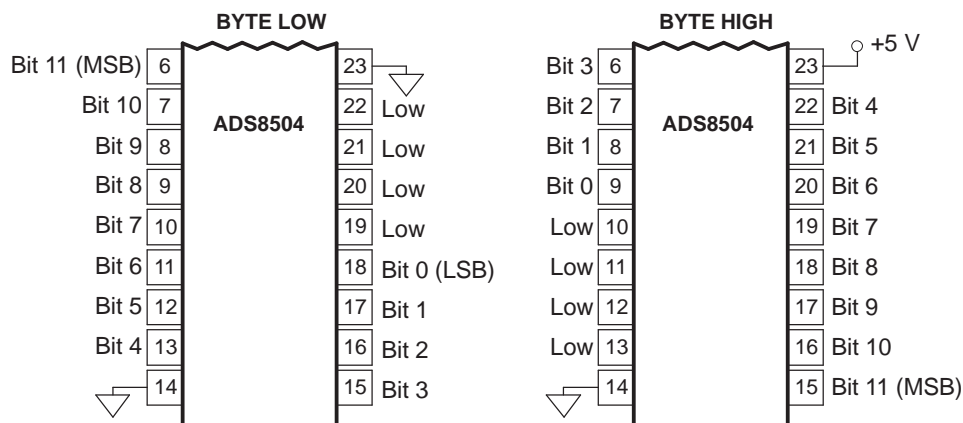 BYTE LOW
Bit 11 (MSB) 6 23
Bit 10 7 22 Low
ADS8504
Bit 9 8 21 Low
Bit 8 9 20 Low
Bit 7 10 19 Low
Bit 6 11 18 Bit 0 (LSB)
Bit 5 12 17 Bit 1
Bit 4 13 16 Bit 2
14 15 Bit 3
BYTE HIGH
+5 V
Bit 3 6 23
Bit 2 7 22 Bit 4
ADS8504
Bit 1 8 21 Bit 5
Bit 0 9 20 Bit 6
Low 10 19 Bit 7
Low 11 18 Bit 8
Low 12 17 Bit 9
Low 13 16 Bit 10
14 15 Bit 11 (MSB)